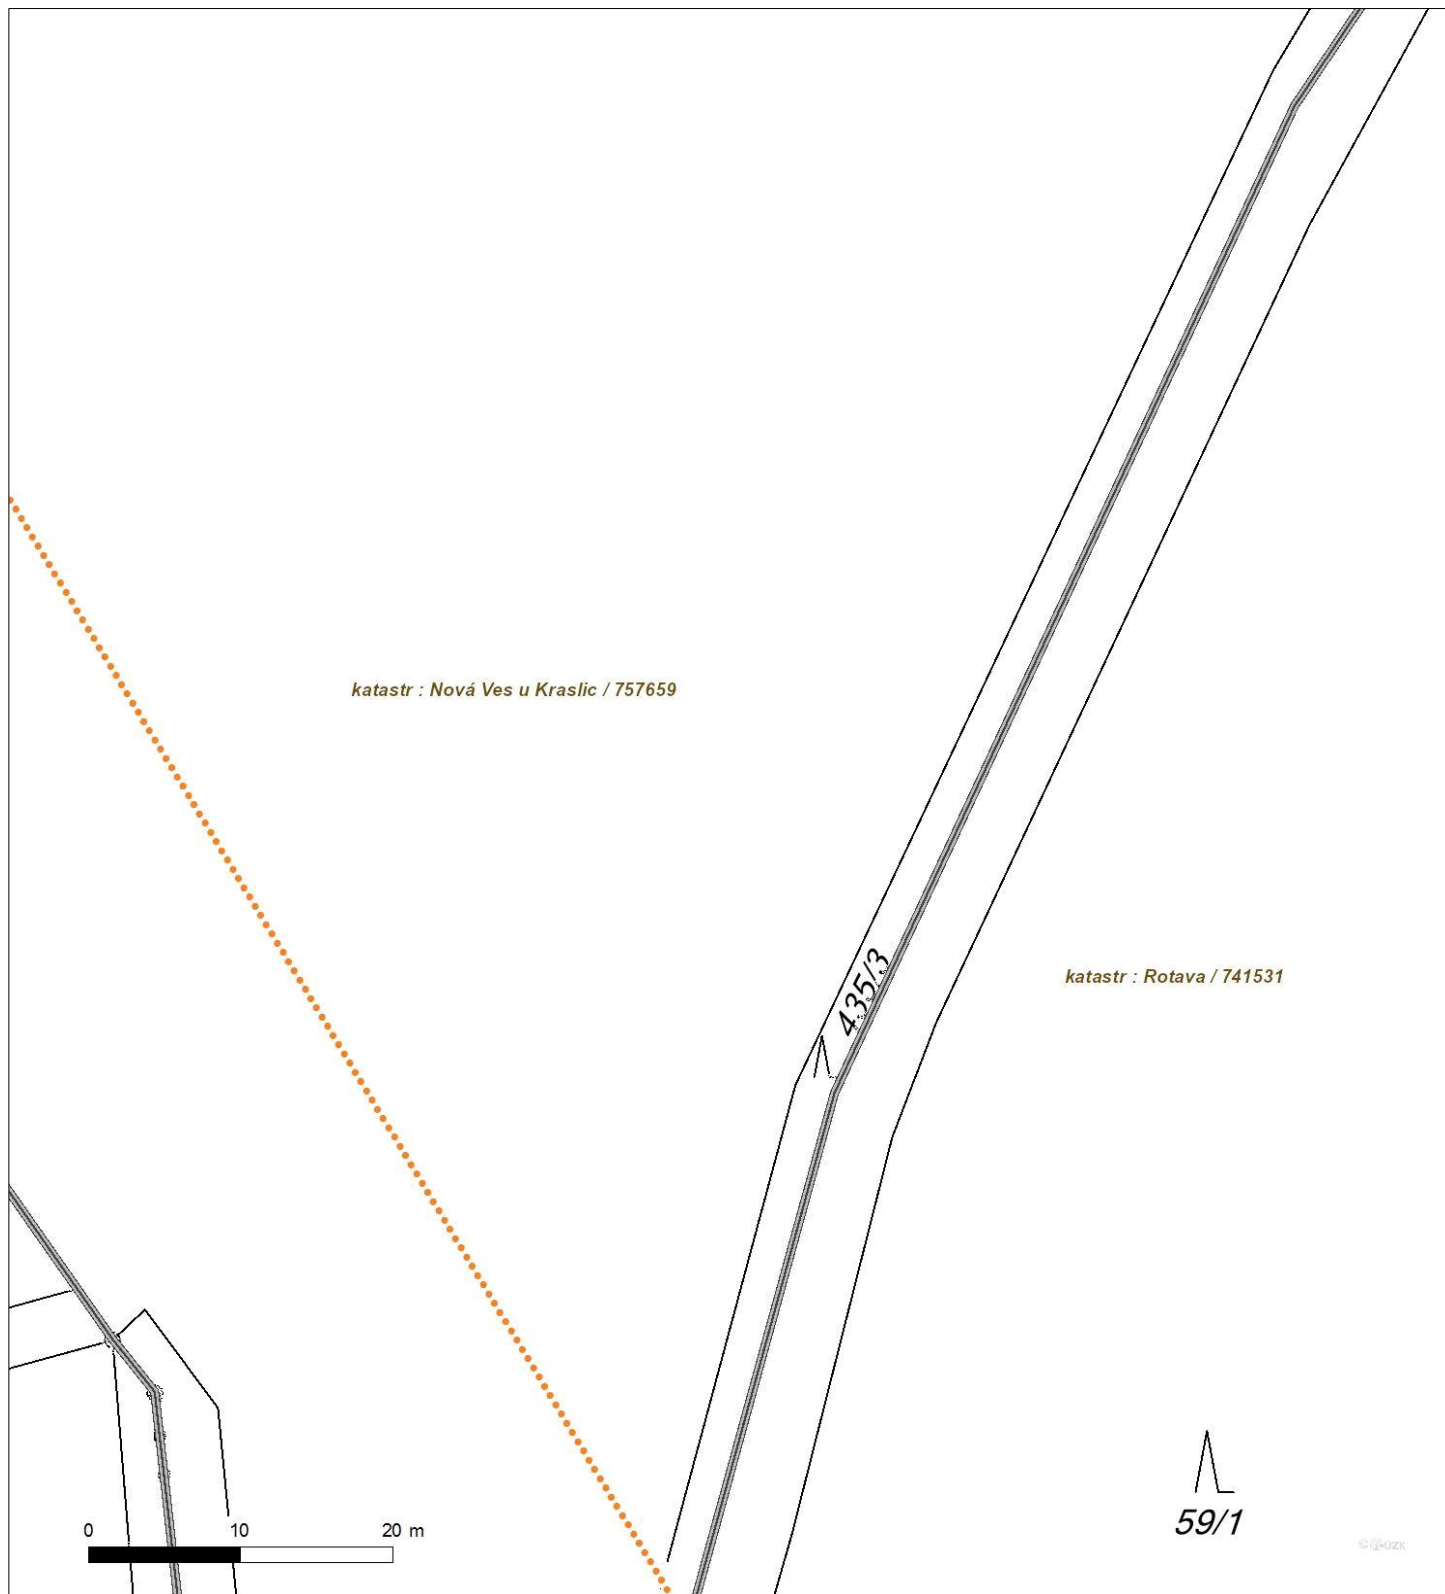 katastr : Nová Ves u Kraslic / 757659
435/3
katastr : Rotava / 741531
59/1
0 10 20 m